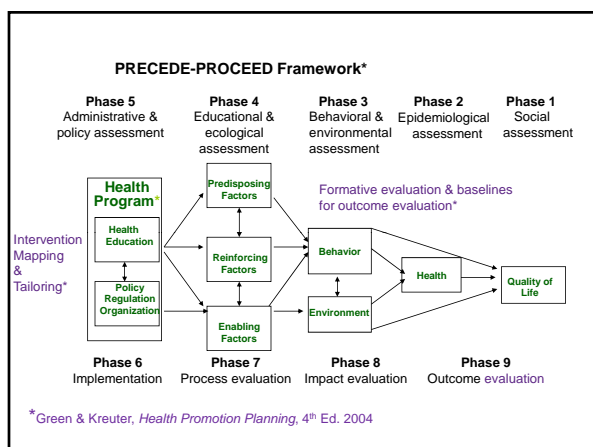 PRECEDE-PROCEED Framework*
Phase 5
Administrative &
policy assessment
Phase 4
Educational &
ecological
assessment
Phase 3
Behavioral &
environmental
assessment
Phase 2
Epidemiological
assessment
Phase 1
Social
assessment
Health
Program*
Health
Education
Policy
Regulation
Organization
Intervention
Mapping
&
Tailoring*
Predisposing
Factors
Reinforcing
Factors
Enabling
Factors
Formative evaluation & baselines
for outcome evaluation*
Behavior
Environment
Health
Quality of
Life
Phase 6
Implementation
Phase 7
Process evaluation
Phase 8
Impact evaluation
Phase 9
Outcome evaluation
*Green & Kreuter, Health Promotion Planning, 4th Ed. 2004